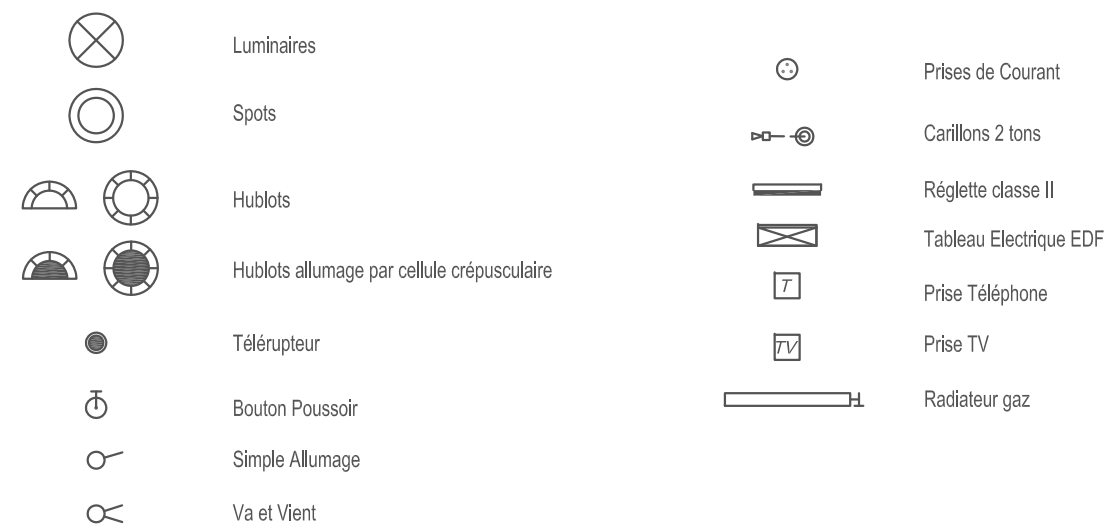 Luminaires
Spots
Hublots
Hublots allumage par cellule crépusculaire
Télérupteur
Bouton Poussoir
Simple Allumage
Va et Vient
Prises de Courant
Carillons 2 tons
Réglette classe II
Tableau Electrique EDF
T
Prise Téléphone
TV
Prise TV
Radiateur gaz